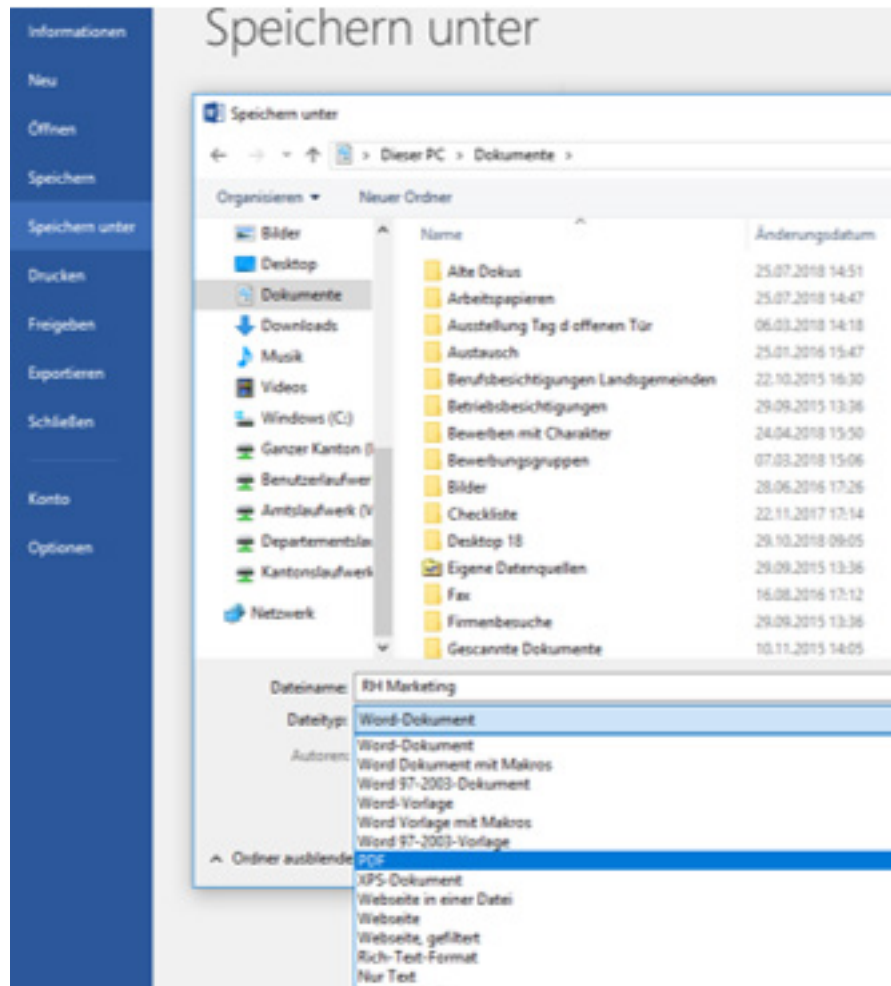 Speichern unter
Informationen
Neu
Öffnen
Speichern
Speichern unter
Drucken
Freigeben
Exportieren
Schließen
Konto
Optionen
Speichern unter
Dieser PC > Dokumente >
Organisieren Neuer Ordner
Bilder
Desktop
Dokumente
Downloads
Musik
Videos
Windows (C:)
Ganzer Kanton
Benutzerlaufwer
Amtslaufwerk (V
Departementslau
Kantonslaufwerk
Netzwerk
Name Änderungsdatum
Alte Dokus 25.07.2018 14:51
Arbeitspapieren 25.07.2018 14:47
Ausstellung Tag d offenen Tür 06.03.2018 14:18
Austausch 25.01.2016 15:47
Berufsbesichtigungen Landsgemeinden 22.10.2015 16:30
Betriebsbesichtigungen 29.09.2015 13:36
Bewerben mit Charakter 24.04.2018 15:50
Bewerbungsgruppen 07.03.2018 15:06
Bilder 28.06.2016 17:26
Checkliste 22.11.2017 17:14
Desktop 18 29.10.2018 09:05
Eigene Datenquellen 29.09.2015 13:36
Fax 16.08.2016 17:12
Firmenbesuche 29.09.2015 13:36
Gescannte Dokumente 10.11.2015 14:05
Dateiname: RH Marketing
Dateityp: Word-Dokument
Autoren:
Word-Dokument
Word Dokument mit Makros
Word 97-2003-Dokument
Word-Vorlage
Word Vorlage mit Makros
Word 97-2003-Vorlage
PDF
XPS-Dokument
Webseite in einer Datei
Webseite
Webseite, gefiltert
Rich-Text-Format
Nur Text
Ordner ausblende